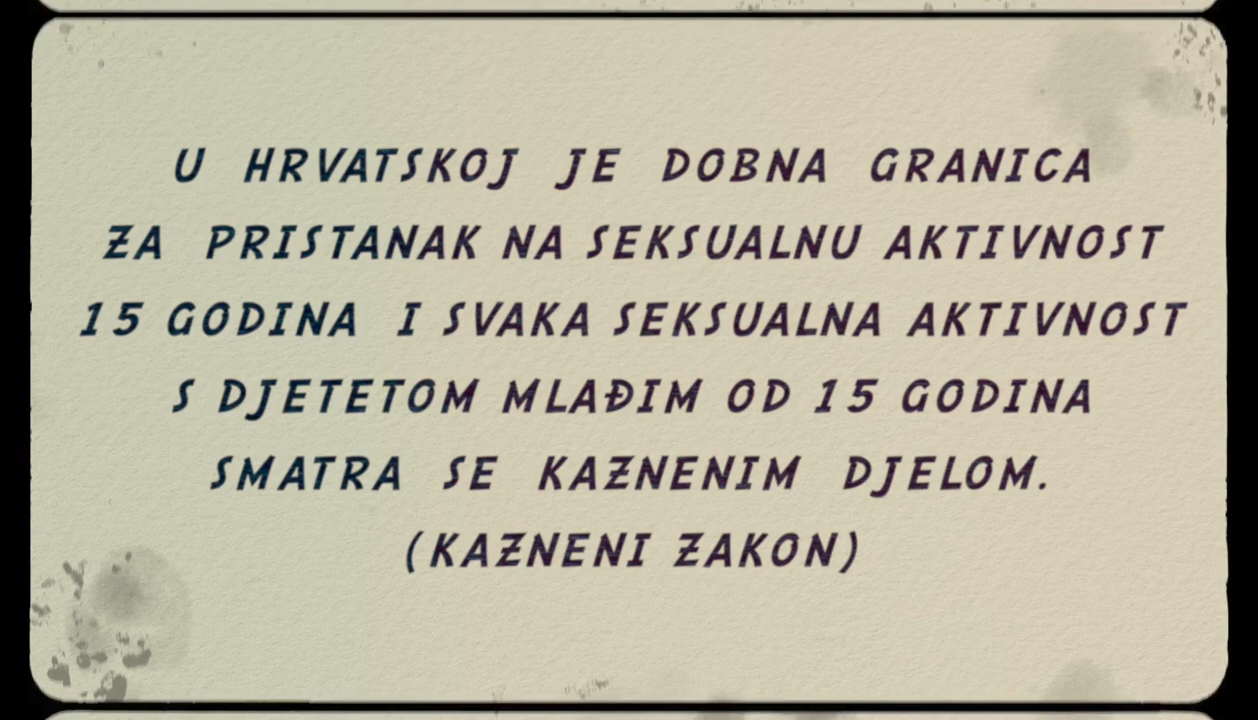 U HRVATSKOJ JE DOBNA GRANICA
ZA PRISTANAK NA SEKSUALNU AKTIVNOST
15 GODINA I SVAKA SEKSUALNA AKTIVNOST
S DJETETOM MLAĐIM OD 15 GODINA
SMATRA SE KAZNENIM DJELOM.
(KAZNENI ZAKON)